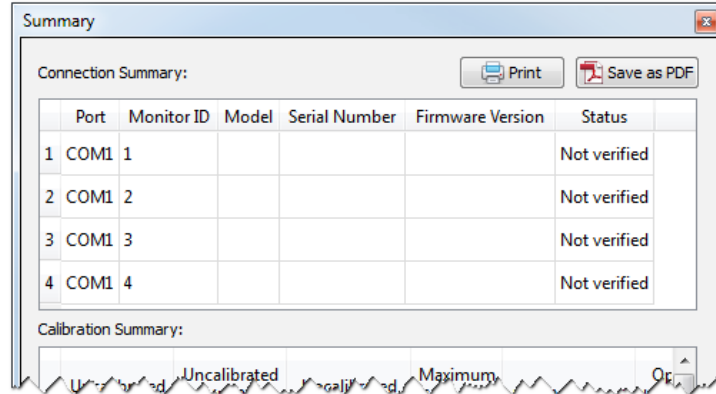 Summary
Connection Summary:
Print
Save as PDF
Port Monitor ID Model Serial Number Firmware Version Status
1 COM1 1 Not verified
2 COM1 2 Not verified
3 COM1 3 Not verified
4 COM1 4 Not verified
Calibration Summary:
Uncalibrated Maximum